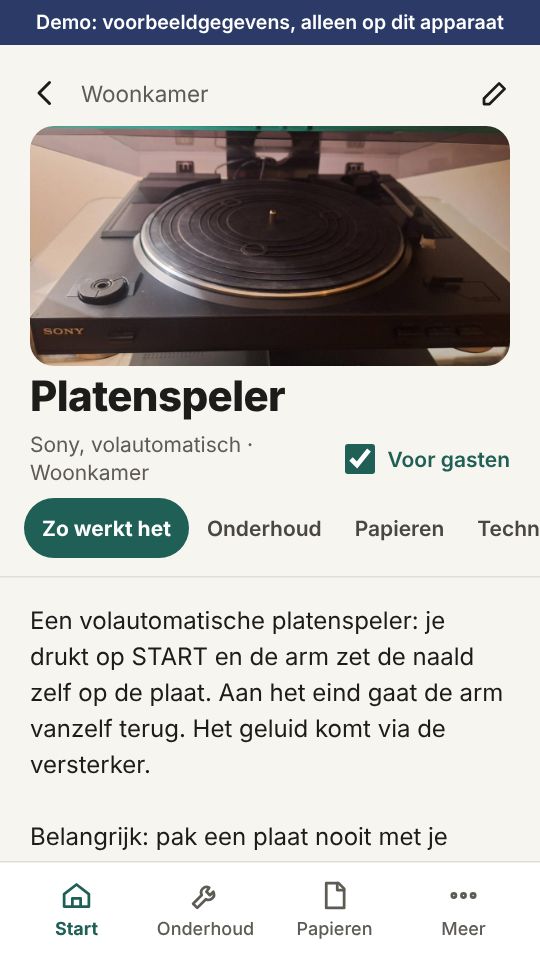 Demo: voorbeeldgegevens, alleen op dit apparaat
Woonkamer
SONY
Platenspeler
Sony, volautomatisch ·
Woonkamer
Voor gasten
Zo werkt het
Onderhoud
Papieren
Techn
Een volautomatische platenspeler: je
drukt op START en de arm zet de naald
zelf op de plaat. Aan het eind gaat de arm
vanzelf terug. Het geluid komt via de
versterker.
Belangrijk: pak een plaat nooit met je
Start
Onderhoud
Papieren
Meer